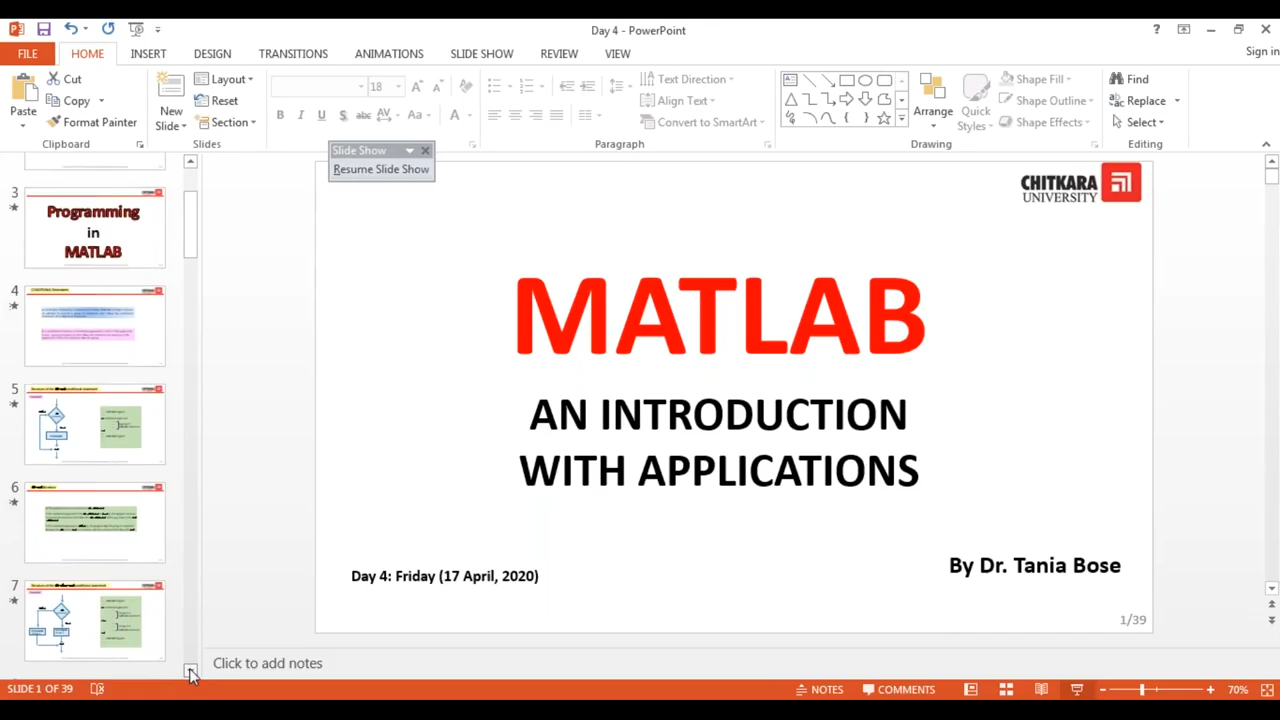 Day 4 - PowerPoint
?
FILE HOME INSERT DESIGN TRANSITIONS ANIMATIONS SLIDE SHOW REVIEW VIEW Sign in
Paste
Cut
Copy
Format Painter
Clipboard
New
Slide
Layout
Reset
Section
Slides
18
B I U S abc AV Aa A
Text Direction
Align Text
Convert to SmartArt
Paragraph
Arrange
Quick
Styles
Shape Fill
Shape Outline
Shape Effects
Drawing
Find
Replace
Select
Editing
Slide Show
Resume Slide Show
3
Programming
in
MATLAB
4
5
6
7
CHITKARA
UNIVERSITY
MATLAB
AN INTRODUCTION
WITH APPLICATIONS
Day 4: Friday (17 April, 2020)
By Dr. Tania Bose
1/39
Click to add notes
SLIDE 1 OF 39 NOTES COMMENTS 70%